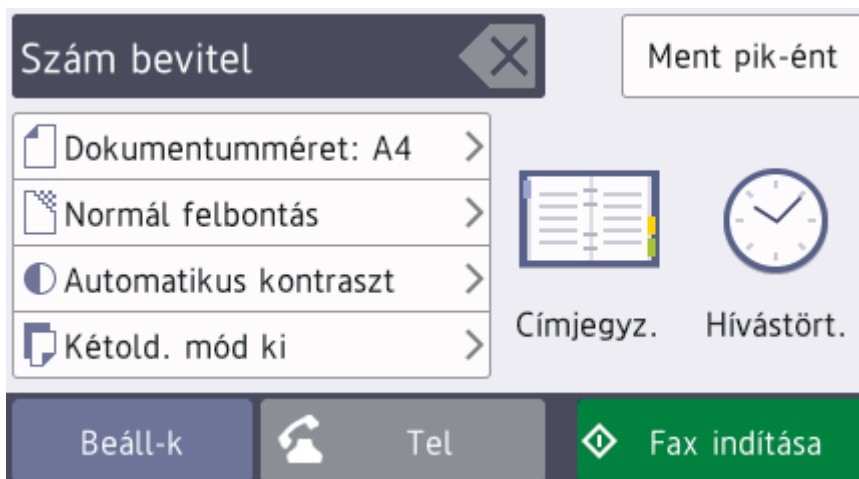 Szám bevitel
Ment pik-ént
Dokumentumméret: A4
Normál felbontás
Automatikus kontraszt
Kétold. mód ki
Címjegyz.
Hívástört.
Beáll-k
Tel
Fax indítása